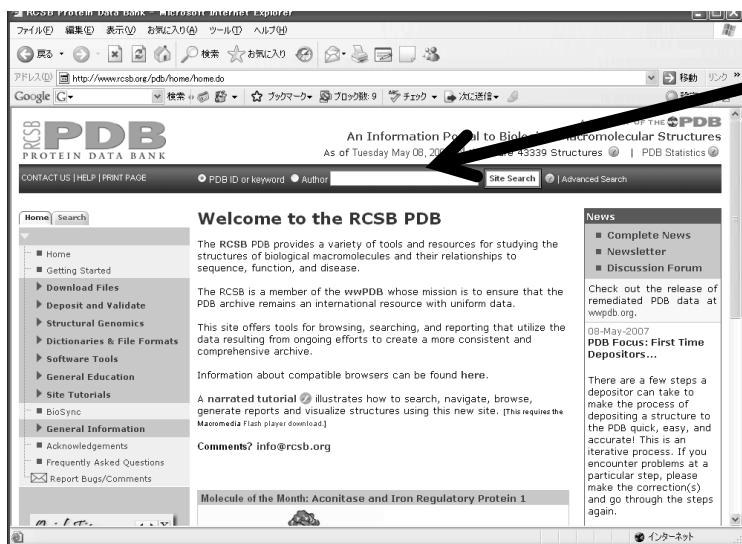 RCSB Protein Data Bank - Microsoft Internet Explorer
ファイル(F) 編集(E) 表示(V) お気に入り(A) ツール(T) ヘルプ(H)
戻る 検索 お気に入り
アドレス(D) http://www.rcsb.org/pdb/home/home.do 移動 リンク »
Google G 検索 ブックマーク ブロック数: 9 チェック 次に送信
RCSB PDB
PROTEIN DATA BANK
OF THE PDB
An Information Portal to Biological Macromolecular Structures
As of Tuesday May 08, 43339 Structures | PDB Statistics
CONTACT US | HELP | PRINT PAGE PDB ID or keyword Author Site Search | Advanced Search
Home Search
Home
Getting Started
Download Files
Deposit and Validate
Structural Genomics
Dictionaries & File Formats
Software Tools
General Education
Site Tutorials
BioSync
General Information
Acknowledgements
Frequently Asked Questions
Report Bugs/Comments
Welcome to the RCSB PDB
The RCSB PDB provides a variety of tools and resources for studying the
structures of biological macromolecules and their relationships to
sequence, function, and disease.
The RCSB is a member of the wwPDB whose mission is to ensure that the
PDB archive remains an international resource with uniform data.
This site offers tools for browsing, searching, and reporting that utilize the
data resulting from ongoing efforts to create a more consistent and
comprehensive archive.
Information about compatible browsers can be found here.
A narrated tutorial illustrates how to search, navigate, browse,
generate reports and visualize structures using this new site. [This requires the
Macromedia Flash player download.]
Comments? info@rcsb.org
Molecule of the Month: Aconitase and Iron Regulatory Protein 1
News
Complete News
Newsletter
Discussion Forum
Check out the release of
remediated PDB data at
wwpdb.org.
08-May-2007
PDB Focus: First Time
Depositors...
There are a few steps a
depositor can take to
make the process of
depositing a structure to
the PDB quick, easy, and
accurate! This is an
iterative process. If you
encounter problems at a
particular step, please
make the correction(s)
and go through the steps
again.
インターネット